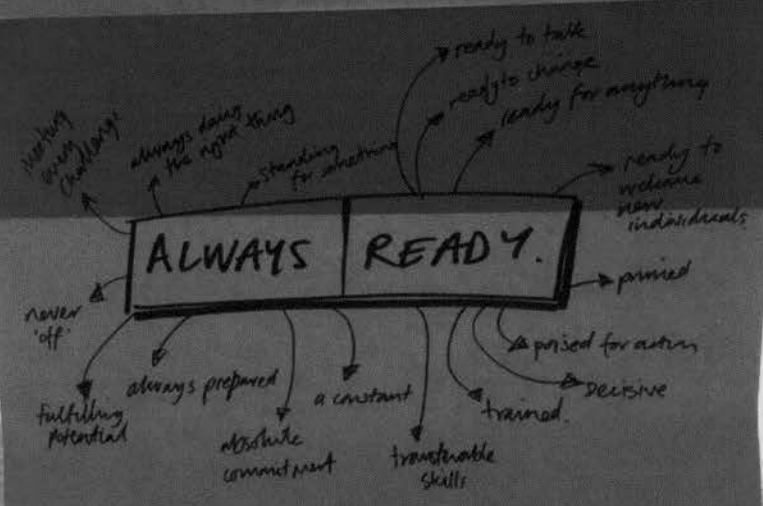 ready to talk
ready to change
ready for anything
meeting
every
challenge
always doing
the right thing
standing
for something
ready to
welcome
new
individuals
ALWAYS READY.
never
'off'
primed
poised for action
Decisive
trained.
always prepared
a constant
fulfilling
potential
absolute
commitment
transferable
skills